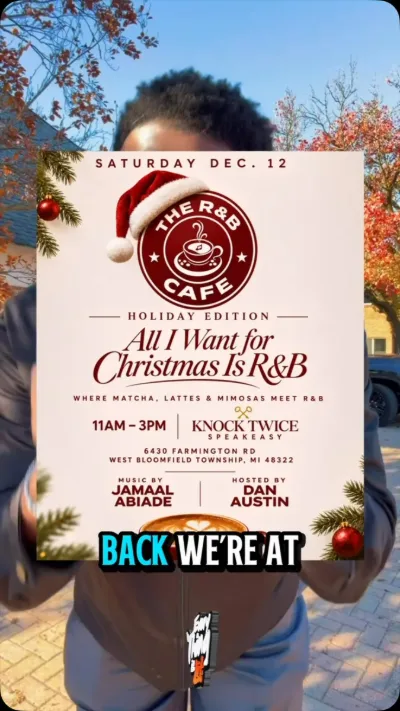 SATURDAY DEC. 12
THE R&B
CAFE
HOLIDAY EDITION
All I Want for
Christmas Is R&B
WHERE MATCHA, LATTES & MIMOSAS MEET R&B
11AM – 3PM
KNOCK TWICE
SPEAKEASY
6430 FARMINGTON RD
WEST BLOOMFIELD TOWNSHIP, MI 48322
MUSIC BY
JAMAAL
ABIADE
HOSTED BY
DAN
AUSTIN
BACK WE'RE AT